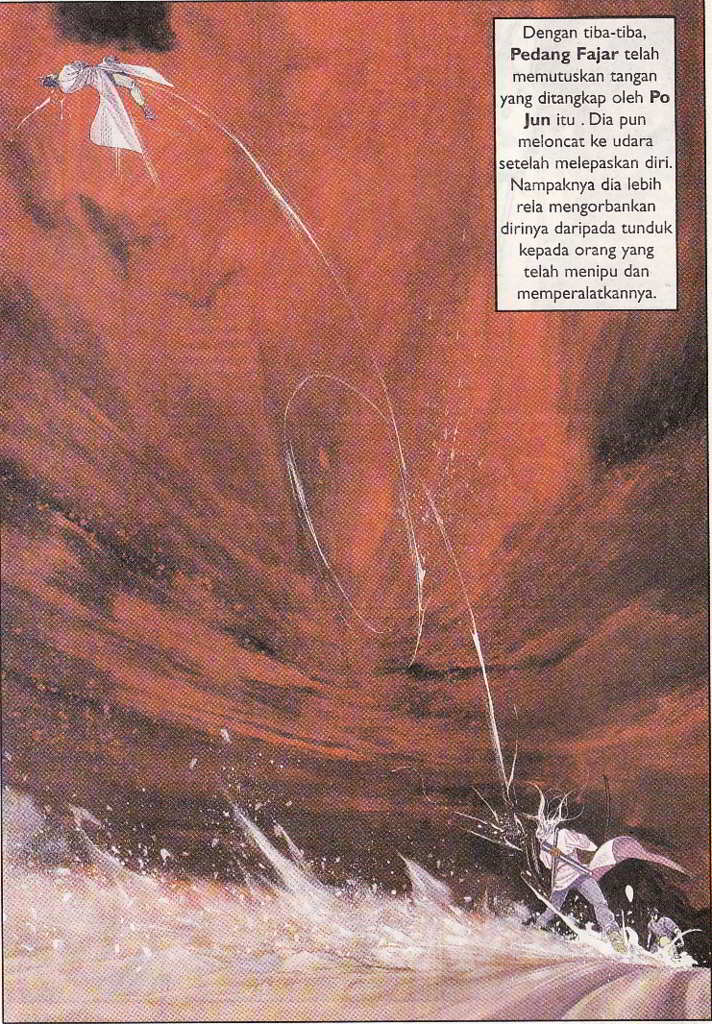 Dengan tiba-tiba,
Pedang Fajar telah
memutuskan tangan
yang ditangkap oleh Po
Jun itu . Dia pun
meloncat ke udara
setelah melepaskan diri.
Nampaknya dia lebih
rela mengorbankan
dirinya daripada tunduk
kepada orang yang
telah menipu dan
memperalatkannya.